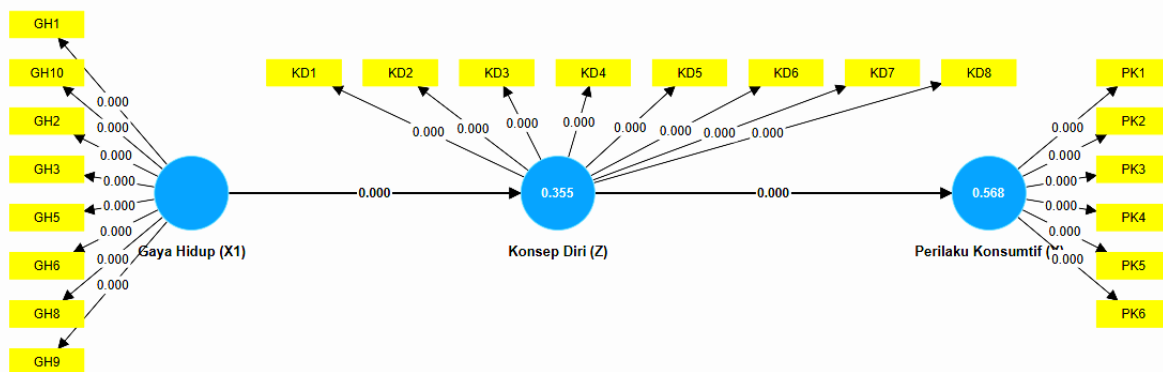 GH1
GH10
GH2
GH3
GH5
GH6
GH8
GH9
0.000
0.000
0.000
0.000
0.000
0.000
0.000
0.000
Gaya Hidup (X1)
0.000
KD1
KD2
KD3
KD4
KD5
KD6
KD7
KD8
0.000
0.000
0.000
0.000
0.000
0.000
0.000
0.000
0.355
Konsep Diri (Z)
0.000
0.568
Perilaku Konsumtif
0.000
0.000
0.000
0.000
0.000
0.000
PK1
PK2
PK3
PK4
PK5
PK6